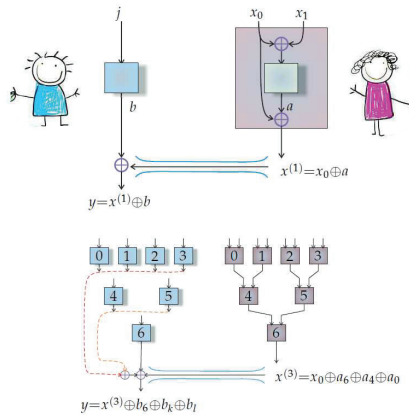 j
x₀ x₁
b
a
x⁽¹⁾=x₀⊕a
y=x⁽¹⁾⊕b
0 1 2 3 0 1 2 3
4 5 4 5
6 6
x⁽³⁾=x₀⊕a₆⊕a₄⊕a₀
y=x⁽³⁾⊕b₆⊕bₖ⊕bₗ